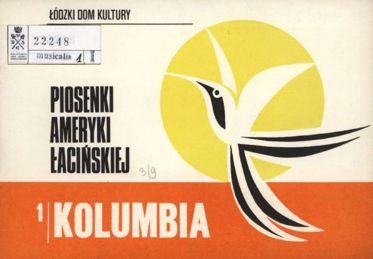 ŁÓDZKI DOM KULTURY
22248
musicalia 4 I
PIOSENKI
AMERYKI
ŁACIŃSKIEJ
3/9
1 KOLUMBIA